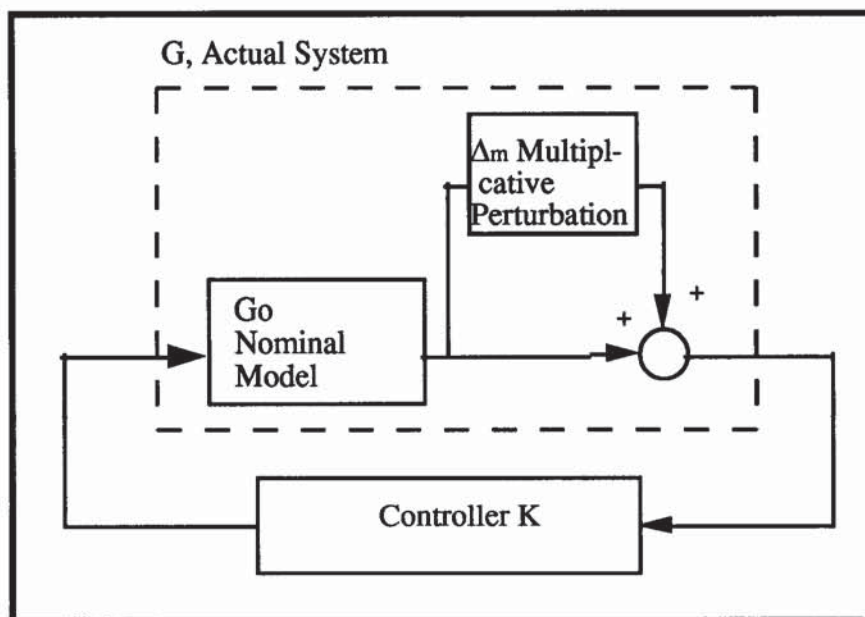 G, Actual System
Δm Multipl-
cative
Perturbation
+
+
Go
Nominal
Model
Controller K